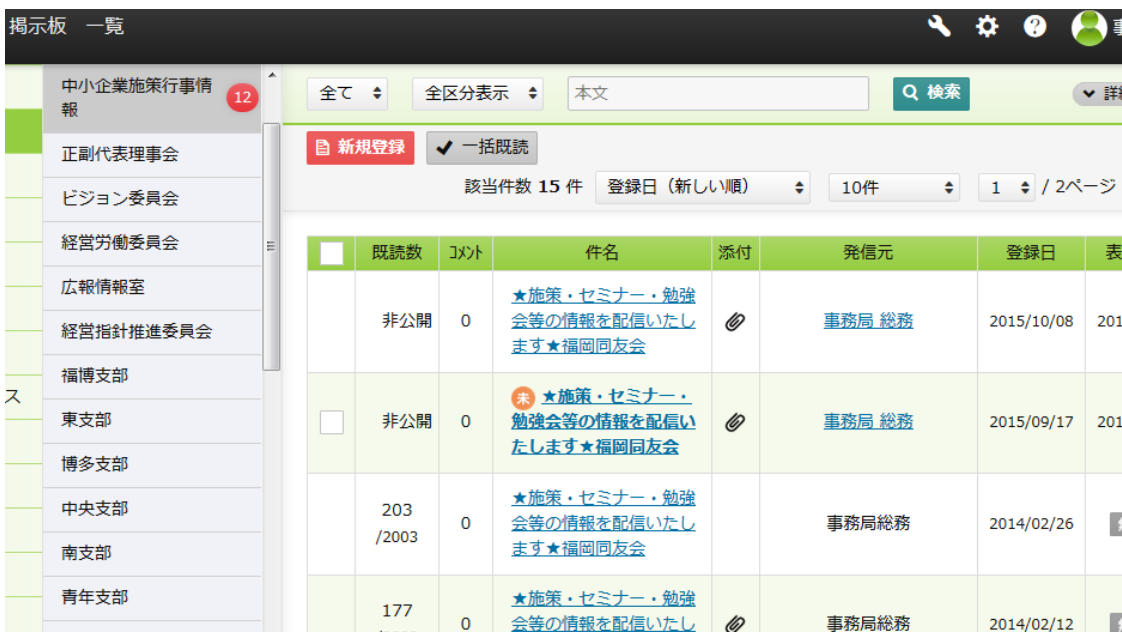 掲示板 一覧
中小企業施策行事情
報
12
正副代表理事会
ビジョン委員会
経営労働委員会
広報情報室
経営指針推進委員会
福博支部
ス
東支部
博多支部
中央支部
南支部
青年支部
全て 全区分表示 本文 検索
新規登録 一括既読
該当件数 15 件 登録日(新しい順) 10件 1 / 2ページ
既読数 コメント 件名 添付 発信元 登録日 表
非公開 0 ★施策・セミナー・勉強
会等の情報を配信いたし
ます★福岡同友会
事務局 総務 2015/10/08 201
非公開 0 未 ★施策・セミナー・
勉強会等の情報を配信い
たします★福岡同友会
事務局 総務 2015/09/17 201
203
/2003
0 ★施策・セミナー・勉強
会等の情報を配信いたし
ます★福岡同友会
事務局総務 2014/02/26
177
0 ★施策・セミナー・勉強
会等の情報を配信いたし
事務局総務 2014/02/12